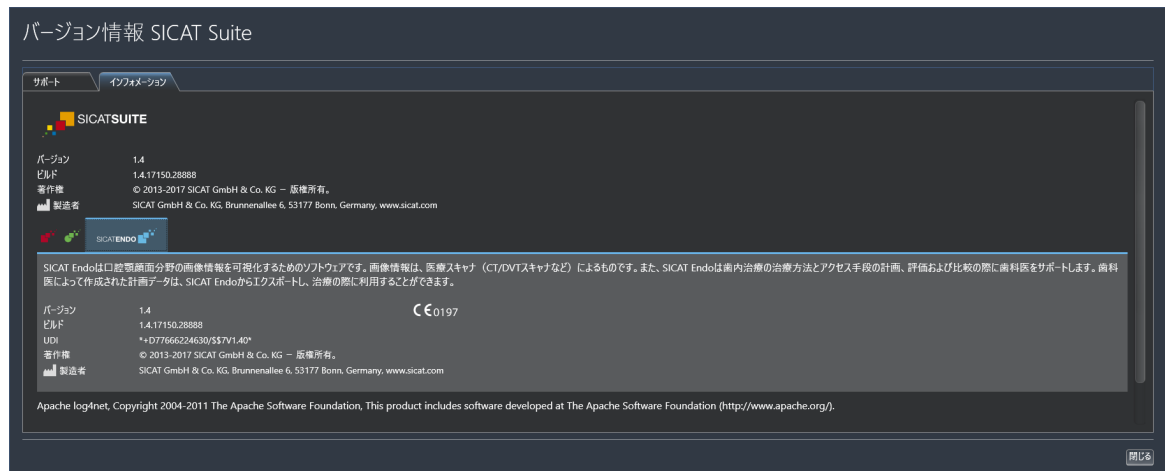 バージョン情報 SICAT Suite
サポート
インフォメーション
SICATSUITE
バージョン 1.4
ビルド 1.4.17150.28888
著作権 © 2013-2017 SICAT GmbH & Co. KG − 版権所有。
製造者 SICAT GmbH & Co. KG, Brunnenallee 6, 53177 Bonn, Germany, www.sicat.com
SICATENDO
SICAT Endoは口腔顎顔面分野の画像情報を可視化するためのソフトウェアです。画像情報は、医療スキャナ（CT/DVTスキャナなど）によるものです。また、SICAT Endoは歯内治療の治療方法とアクセス手段の計画、評価および比較の際に歯科医をサポートします。歯科
医によって作成された計画データは、SICAT Endoからエクスポートし、治療の際に利用することができます。
バージョン 1.4 CE0197
ビルド 1.4.17150.28888
UDI *+D77666224630/$$7V1.40*
著作権 © 2013-2017 SICAT GmbH & Co. KG − 版権所有。
製造者 SICAT GmbH & Co. KG, Brunnenallee 6, 53177 Bonn, Germany, www.sicat.com
Apache log4net, Copyright 2004-2011 The Apache Software Foundation, This product includes software developed at The Apache Software Foundation (http://www.apache.org/).
閉じる